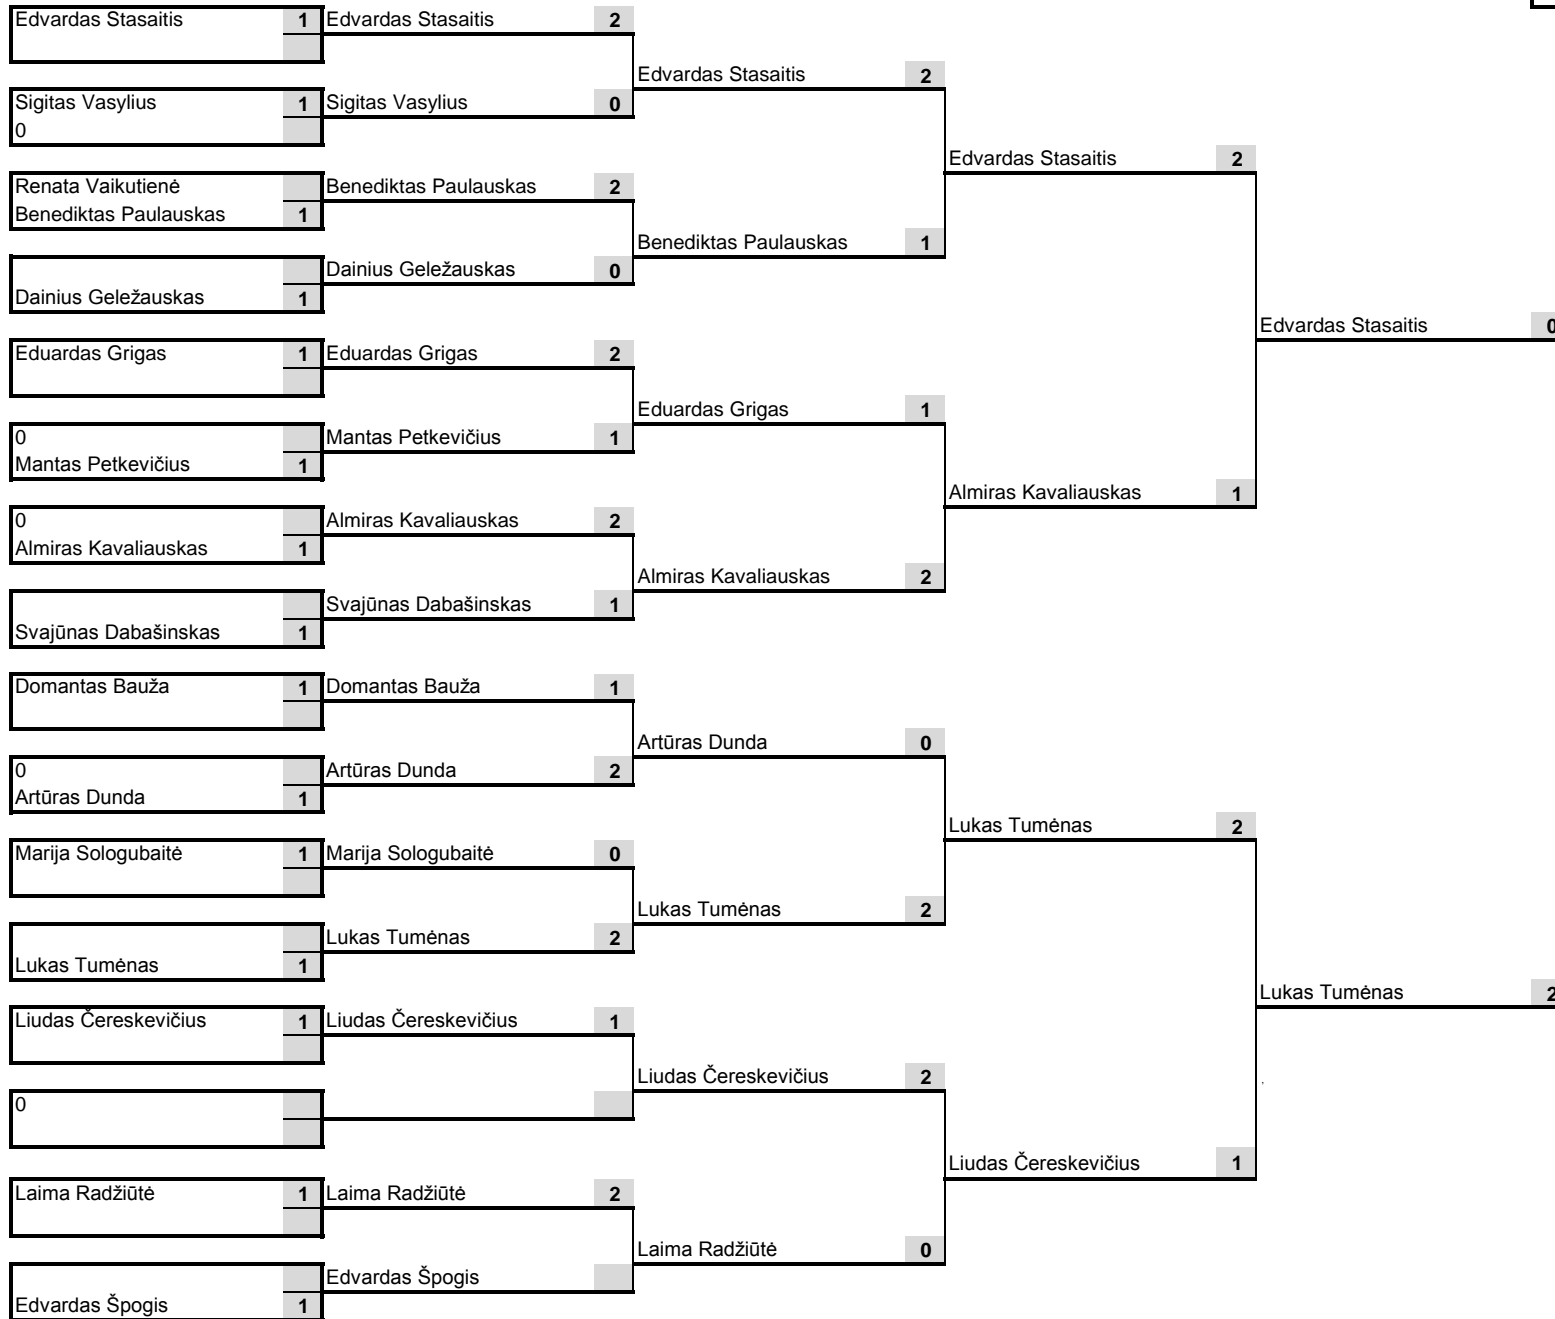 Edvardas Stasaitis 1 Edvardas Stasaitis 2
Edvardas Stasaitis 2
Sigitas Vasylius 1 Sigitas Vasylius 0
0
Edvardas Stasaitis 2
Renata Vaikutienė Benediktas Paulauskas 2
Benediktas Paulauskas 1
Benediktas Paulauskas 1
Dainius Geležauskas 0
Dainius Geležauskas 1
Edvardas Stasaitis 0
Eduardas Grigas 1 Eduardas Grigas 2
Eduardas Grigas 1
0 Mantas Petkevičius 1
Mantas Petkevičius 1
Almiras Kavaliauskas 1
0 Almiras Kavaliauskas 2
Almiras Kavaliauskas 1
Almiras Kavaliauskas 2
Svajūnas Dabašinskas 1
Svajūnas Dabašinskas 1
Domantas Bauža 1 Domantas Bauža 1
Artūras Dunda 0
0 Artūras Dunda 2
Artūras Dunda 1
Lukas Tumėnas 2
Marija Sologubaitė 1 Marija Sologubaitė 0
Lukas Tumėnas 2
Lukas Tumėnas 2
Lukas Tumėnas 1
Lukas Tumėnas 2
Liudas Čereskevičius 1 Liudas Čereskevičius 1
Liudas Čereskevičius 2
0
Liudas Čereskevičius 1
Laima Radžiūtė 1 Laima Radžiūtė 2
Laima Radžiūtė 0
Edvardas Špogis
Edvardas Špogis 1